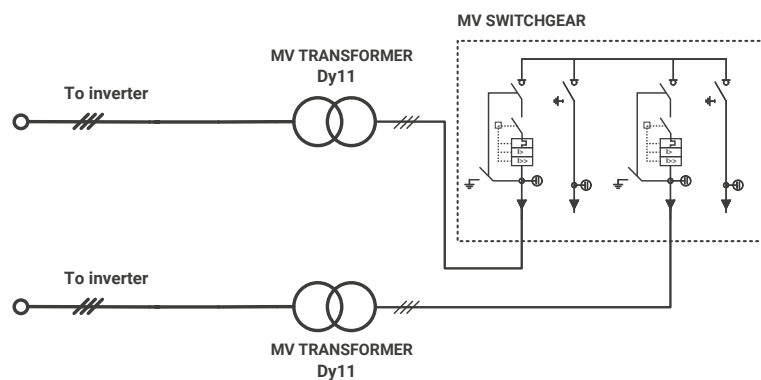 MV SWITCHGEAR
MV TRANSFORMER
Dy11
To inverter
I>
I>>
I>
I>>
To inverter
MV TRANSFORMER
Dy11